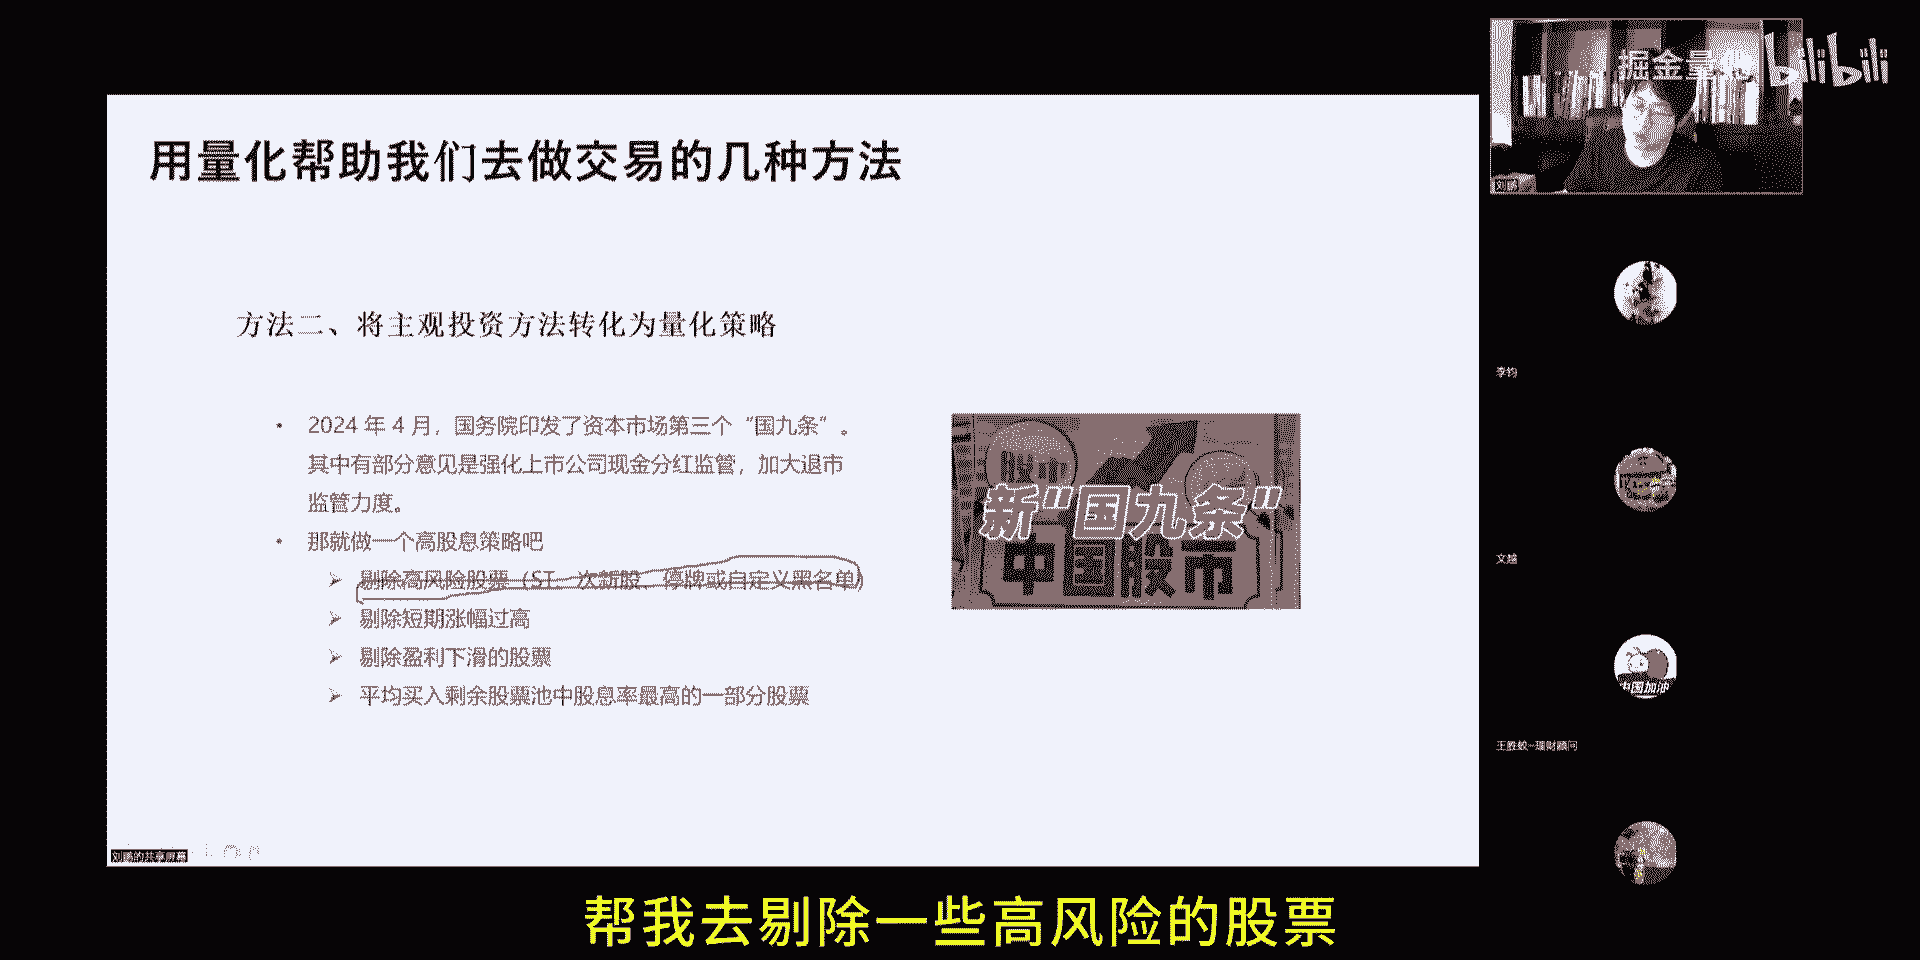 掘金量化 bilibili
用量化帮助我们去做交易的几种方法
方法二、将主观投资方法转化为量化策略
• 2024 年 4 月，国务院印发了资本市场第三个“国九条”。
其中有部分意见是强化上市公司现金分红监管，加大退市
监管力度。
• 那就做一个高股息策略吧
➢ 剔除高风险股票（ST、次新股、停牌或自定义黑名单）
➢ 剔除短期涨幅过高
➢ 剔除盈利下滑的股票
➢ 平均买入剩余股票池中股息率最高的一部分股票
股市
新“国九条”
中国股市
刘鹏
李钧
文越
中国加油
理财顾问
刘鹏的共享屏幕
帮我去剔除一些高风险的股票